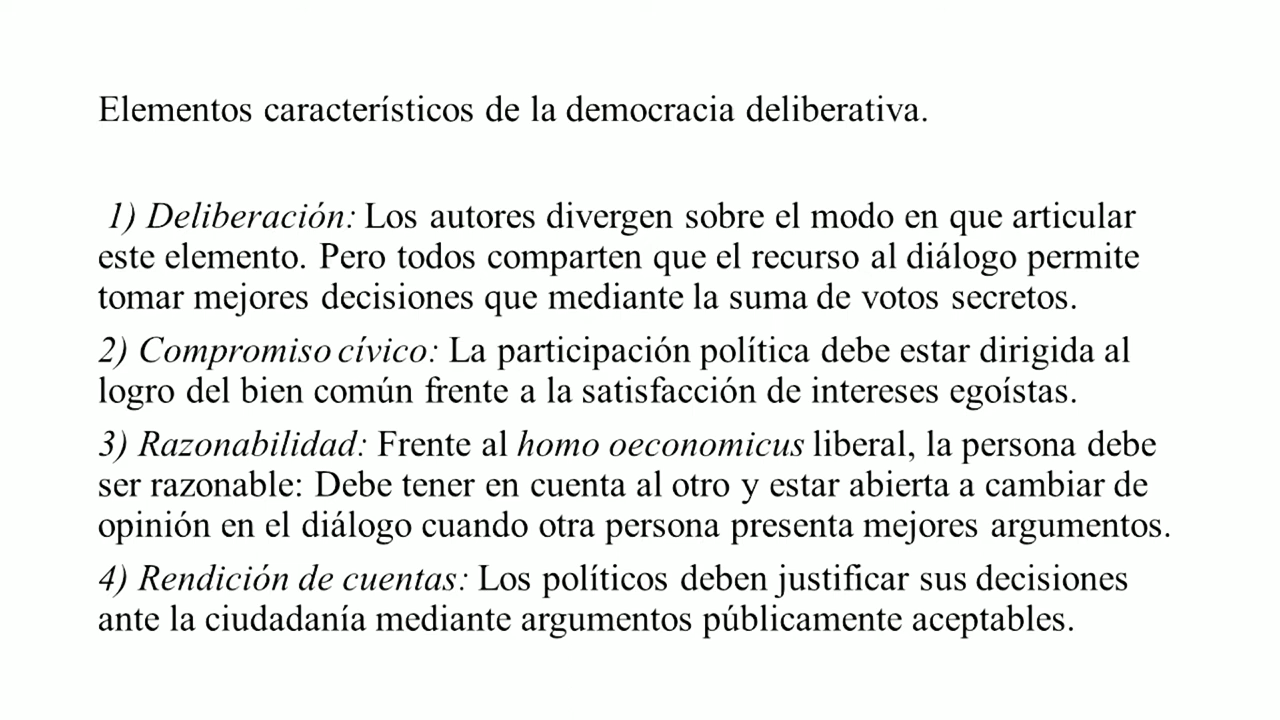 Elementos característicos de la democracia deliberativa.
1) Deliberación: Los autores divergen sobre el modo en que articular
este elemento. Pero todos comparten que el recurso al diálogo permite
tomar mejores decisiones que mediante la suma de votos secretos.
2) Compromiso cívico: La participación política debe estar dirigida al
logro del bien común frente a la satisfacción de intereses egoístas.
3) Razonabilidad: Frente al homo oeconomicus liberal, la persona debe
ser razonable: Debe tener en cuenta al otro y estar abierta a cambiar de
opinión en el diálogo cuando otra persona presenta mejores argumentos.
4) Rendición de cuentas: Los políticos deben justificar sus decisiones
ante la ciudadanía mediante argumentos públicamente aceptables.